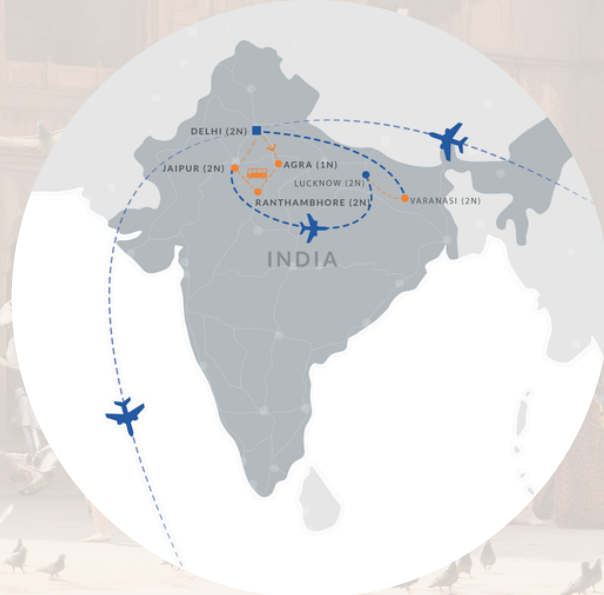 DELHI (2N)
JAIPUR (2N)
AGRA (1N)
LUCKNOW (2N)
RANTHAMBHORE (2N)
VARANASI (2N)
INDIA